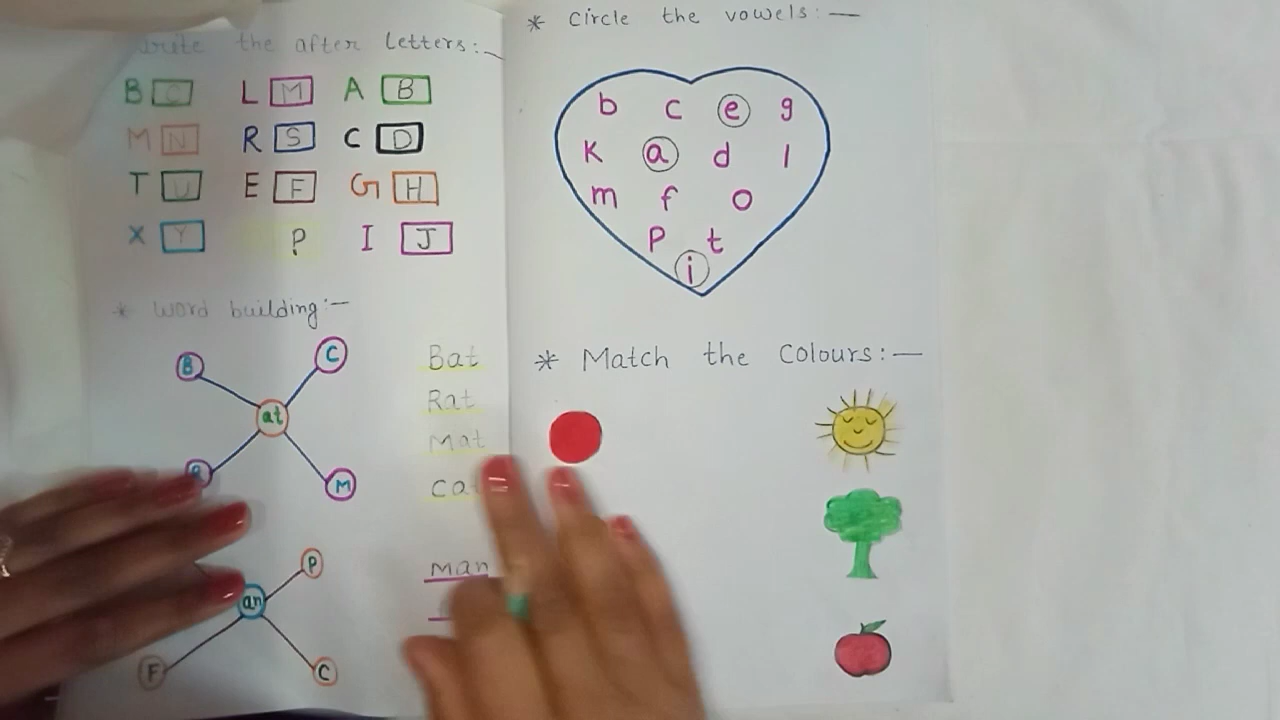 write the after letters:-
B C L M A B
M N R S C D
T U E F G H
X Y P I J
* Word building:-
B C
at
R M
Bat
Rat
Mat
P
an
F C
man
* Circle the vowels:-
b c e g
K a d l
m f o
P t
i
* Match the Colours:-